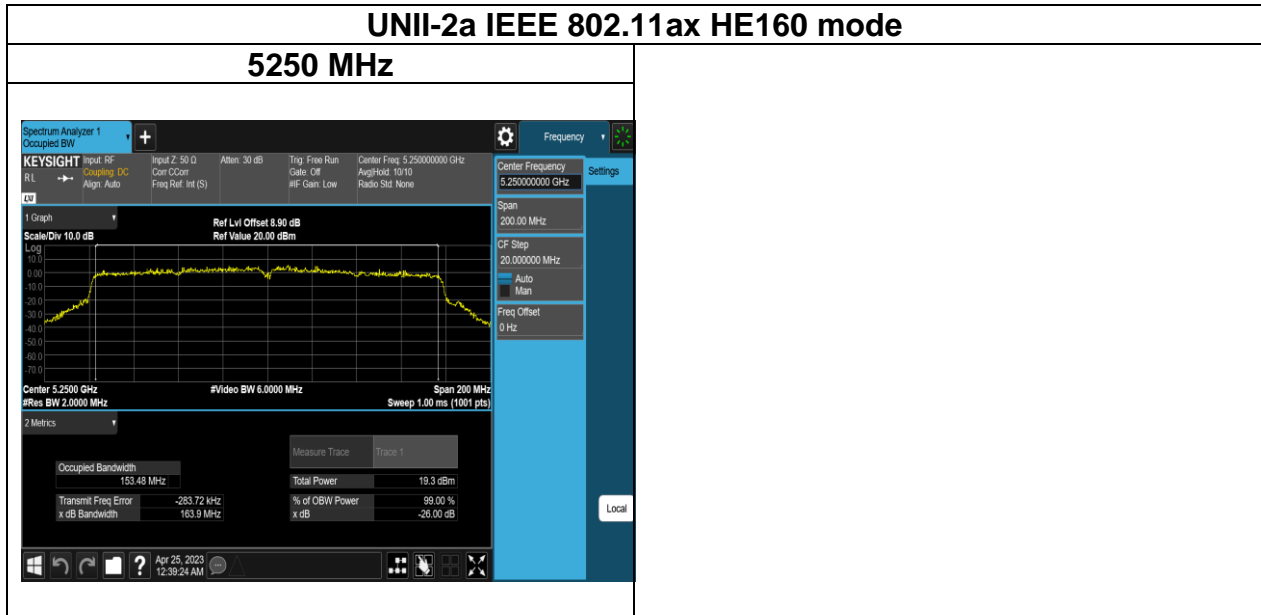 UNII-2a IEEE 802.11ax HE160 mode
5250 MHz
Spectrum Analyzer 1
Occupied BW
+
Frequency
KEYSIGHT
RL
LXI
Input: RF
Coupling: DC
Align: Auto
Input Z: 50 Ω
Corr CCorr
Freq Ref: Int (S)
Atten: 30 dB
Trig: Free Run
Gate: Off
#IF Gain: Low
Center Freq: 5.250000000 GHz
Avg|Hold: 10/10
Radio Std: None
Center Frequency
5.250000000 GHz
Settings
Span
200.00 MHz
CF Step
20.000000 MHz
Auto
Man
Freq Offset
0 Hz
1 Graph
Scale/Div 10.0 dB
Ref Lvl Offset 8.90 dB
Ref Value 20.00 dBm
Log
10.0
0.00
-10.0
-20.0
-30.0
-40.0
-50.0
-60.0
-70.0
Center 5.2500 GHz
#Video BW 6.0000 MHz
Span 200 MHz
#Res BW 2.0000 MHz
Sweep 1.00 ms (1001 pts)
2 Metrics
Measure Trace
Trace 1
Occupied Bandwidth
153.48 MHz
Total Power
19.3 dBm
Transmit Freq Error
-283.72 kHz
% of OBW Power
99.00 %
x dB Bandwidth
163.9 MHz
x dB
-26.00 dB
Local
?
Apr 25, 2023
12:39:24 AM